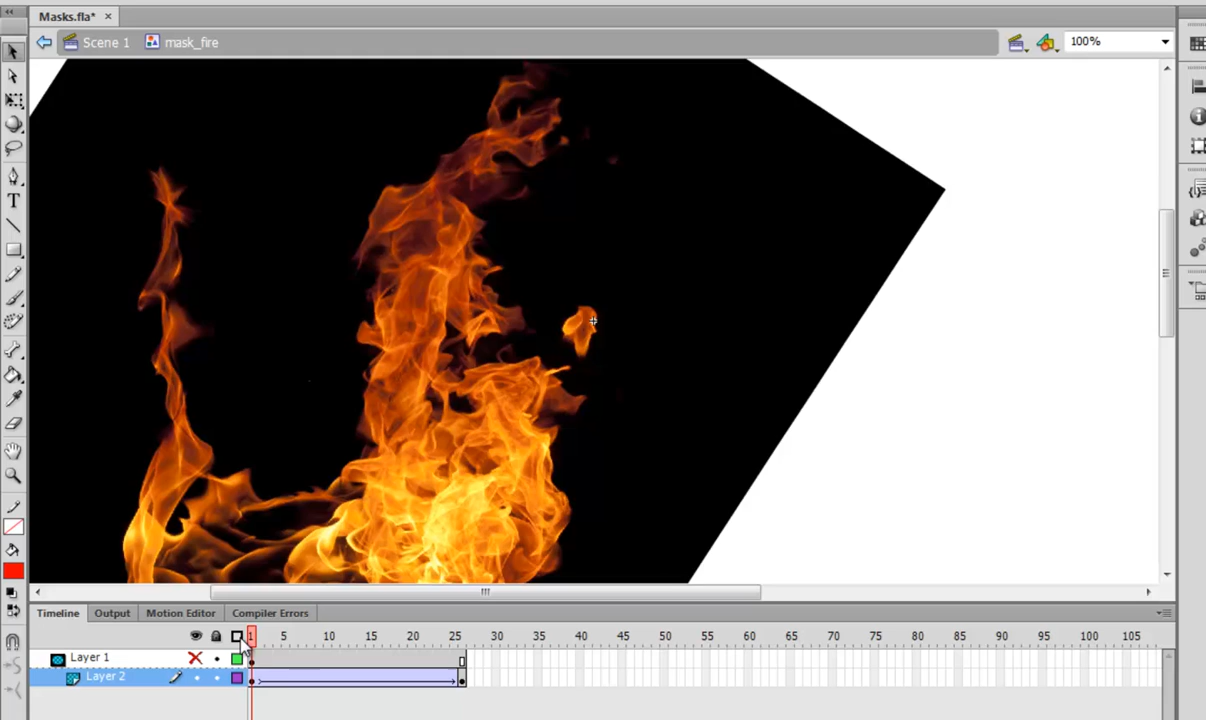 Masks.fla* ×
Scene 1 mask_fire 100%
T
Timeline Output Motion Editor Compiler Errors
1 5 10 15 20 25 30 35 40 45 50 55 60 65 70 75 80 85 90 95 100 105
Layer 1
Layer 2